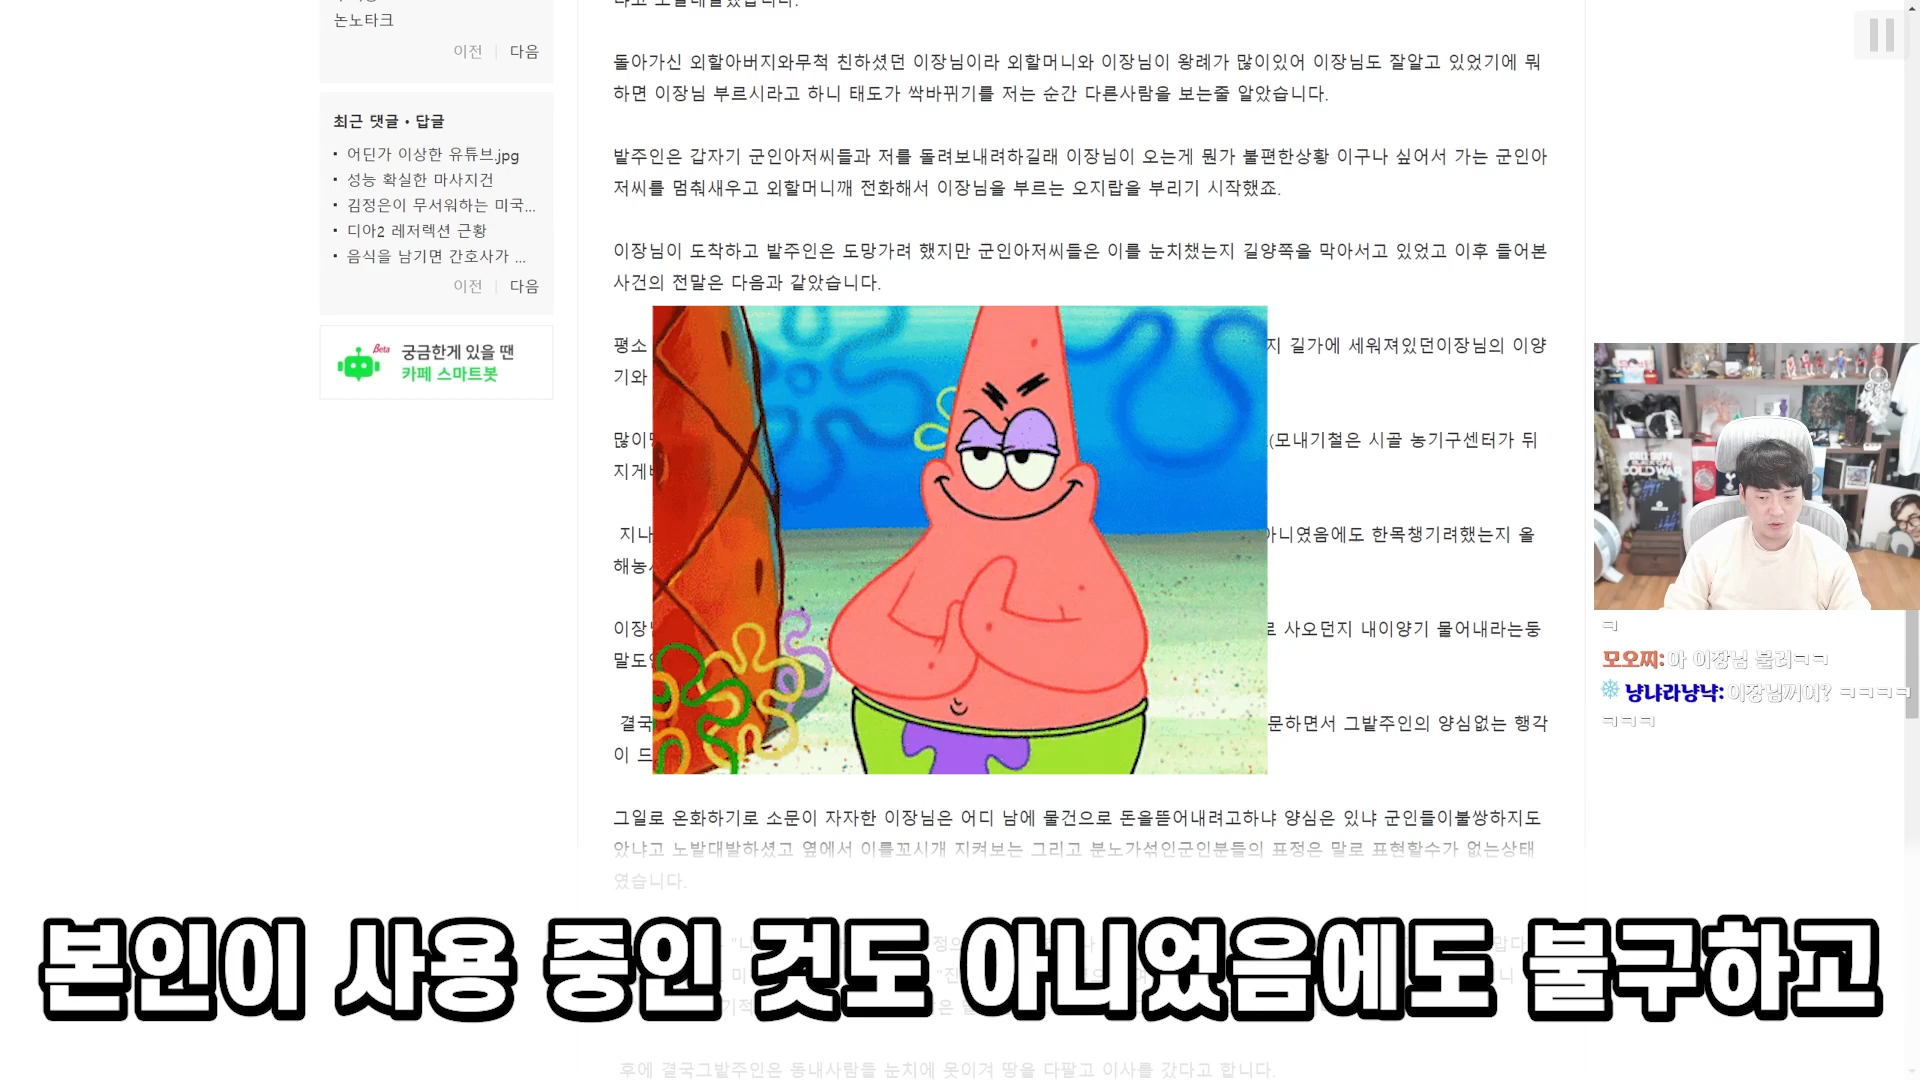 논노타크
이전 | 다음
최근 댓글・답글
어딘가 이상한 유튜브.jpg
성능 확실한 마사지건
김정은이 무서워하는 미국...
디아2 레저렉션 근황
음식을 남기면 간호사가 ...
이전 | 다음
Beta
궁금한게 있을 땐
카페 스마트봇
돌아가신 외할아버지와무척 친하셨던 이장님이라 외할머니와 이장님이 왕례가 많이있어 이장님도 잘알고 있었기에 뭐
하면 이장님 부르시라고 하니 태도가 싹바뀌기를 저는 순간 다른사람을 보는줄 알았습니다.
밭주인은 갑자기 군인아저씨들과 저를 돌려보내려하길래 이장님이 오는게 뭔가 불편한상황 이구나 싶어서 가는 군인아
저씨를 멈춰새우고 외할머니깨 전화해서 이장님을 부르는 오지랍을 부리기 시작했죠.
이장님이 도착하고 밭주인은 도망가려 했지만 군인아저씨들은 이를 눈치챘는지 길양쪽을 막아서고 있었고 이후 들어본
사건의 전말은 다음과 같았습니다.
평소 지 길가에 세워져있던이장님의 이양
기와
많이 (모내기철은 시골 농기구센터가 뒤
지게
지나 아니였음에도 한목챙기려했는지 올
해농
이장 로 사오던지 내이양기 물어내라는둥
말도
결국 문하면서 그밭주인의 양심없는 행각
이 드
그일로 온화하기로 소문이 자자한 이장님은 어디 남에 물건으로 돈을뜯어내려고하냐 양심은 있냐 군인들이불쌍하지도
았냐고 노발대발하셨고 옆에서 이를꼬시개 지켜보는 그리고 분노가섞인군인분들의 표정은 말로 표현할수가 없는상태
였습니다.
본인이 사용 중인 것도 아니었음에도 불구하고
후에 결국그밭주인은 동내사람들 눈치에 못이겨 땅을 다팔고 이사를 갔다고 합니다.
CALL OF DUTY
COLD WAR
ㅋ
모오찌: 아 이장님 불러ㅋㅋ
냥냐라냥냑: 이장님꺼여? ㅋㅋㅋㅋ
ㅋㅋㅋ